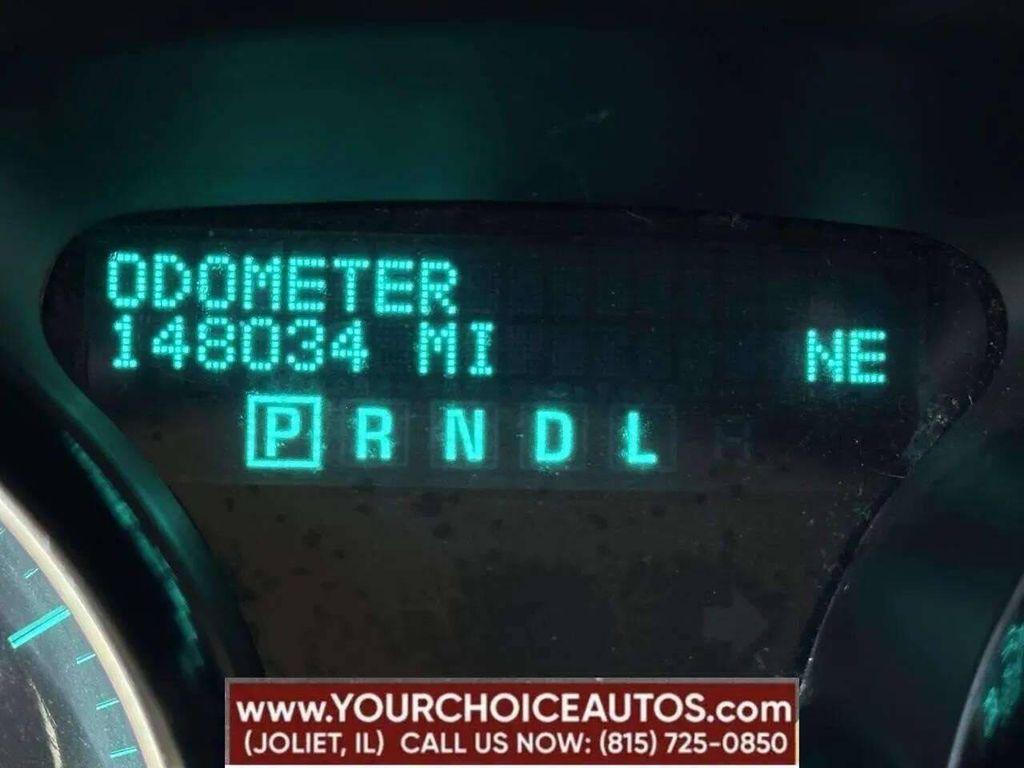 ODOMETER
148034 MI NE
P R N D L
www.YOURCHOICEAUTOS.com
(JOLIET, IL) CALL US NOW: (815) 725-0850